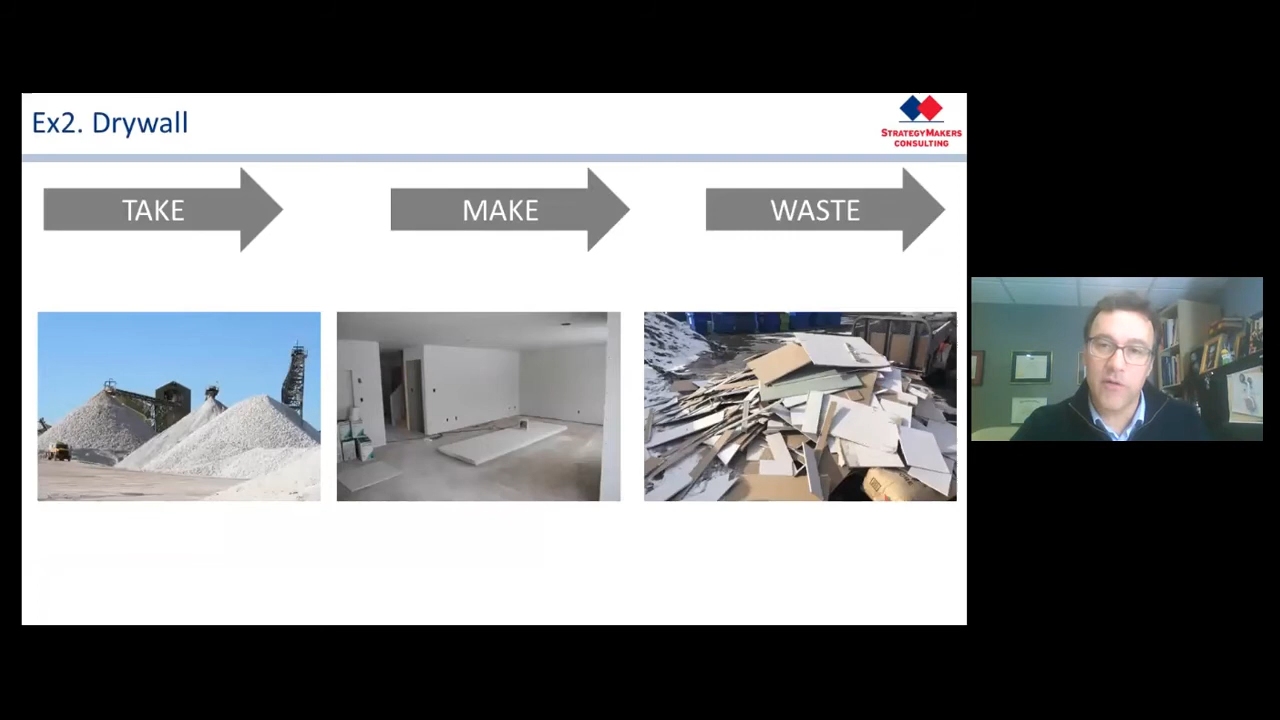 Ex2. Drywall
STRATEGYMAKERS
CONSULTING
TAKE
MAKE
WASTE